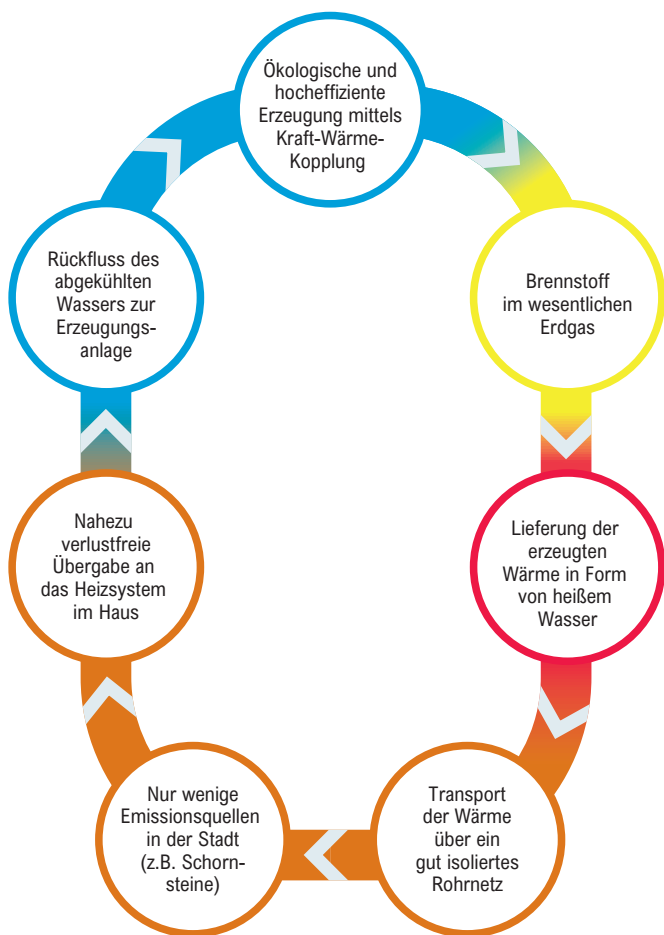 Ökologische und
hocheffiziente
Erzeugung mittels
Kraft-Wärme-
Kopplung
Brennstoff
im wesentlichen
Erdgas
Lieferung der
erzeugten
Wärme in Form
von heißem
Wasser
Transport
der Wärme
über ein
gut isoliertes
Rohrnetz
Nur wenige
Emissionsquellen
in der Stadt
(z.B. Schorn-
steine)
Nahezu
verlustfreie
Übergabe an
das Heizsystem
im Haus
Rückfluss des
abgekühlten
Wassers zur
Erzeugungs-
anlage